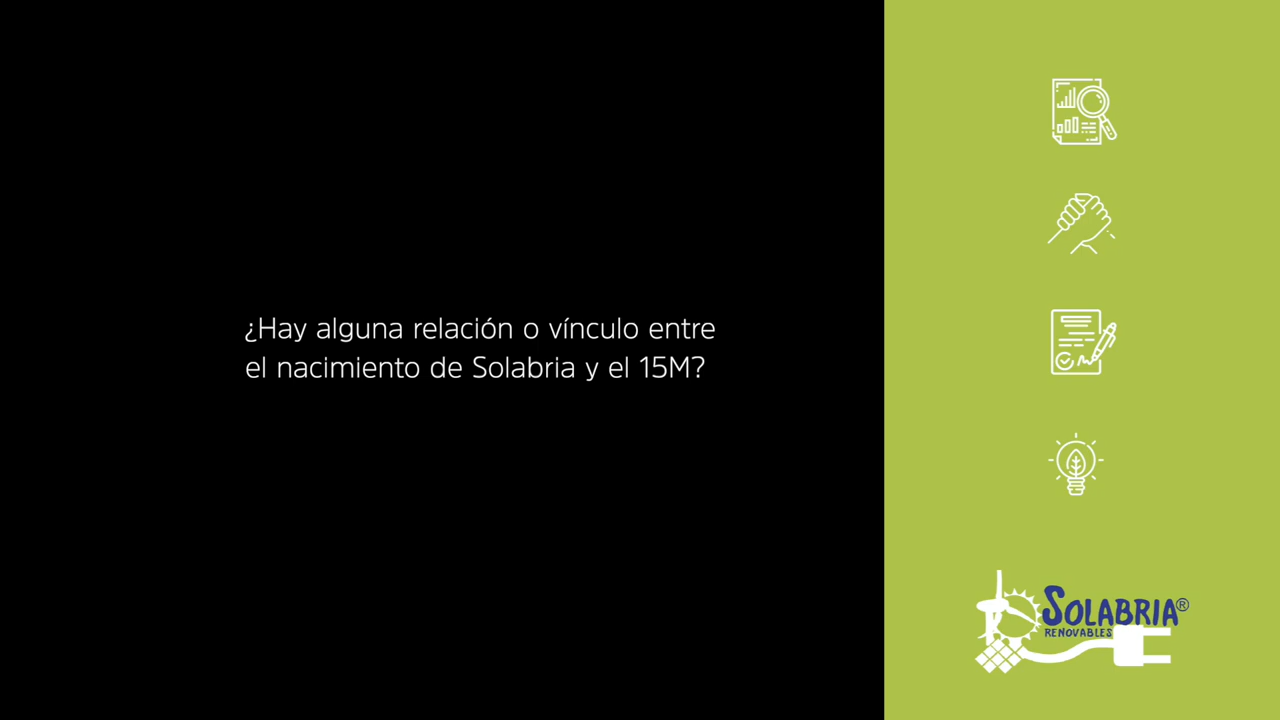 ¿Hay alguna relación o vínculo entre
el nacimiento de Solabria y el 15M?
SOLABRIA®
RENOVABLES